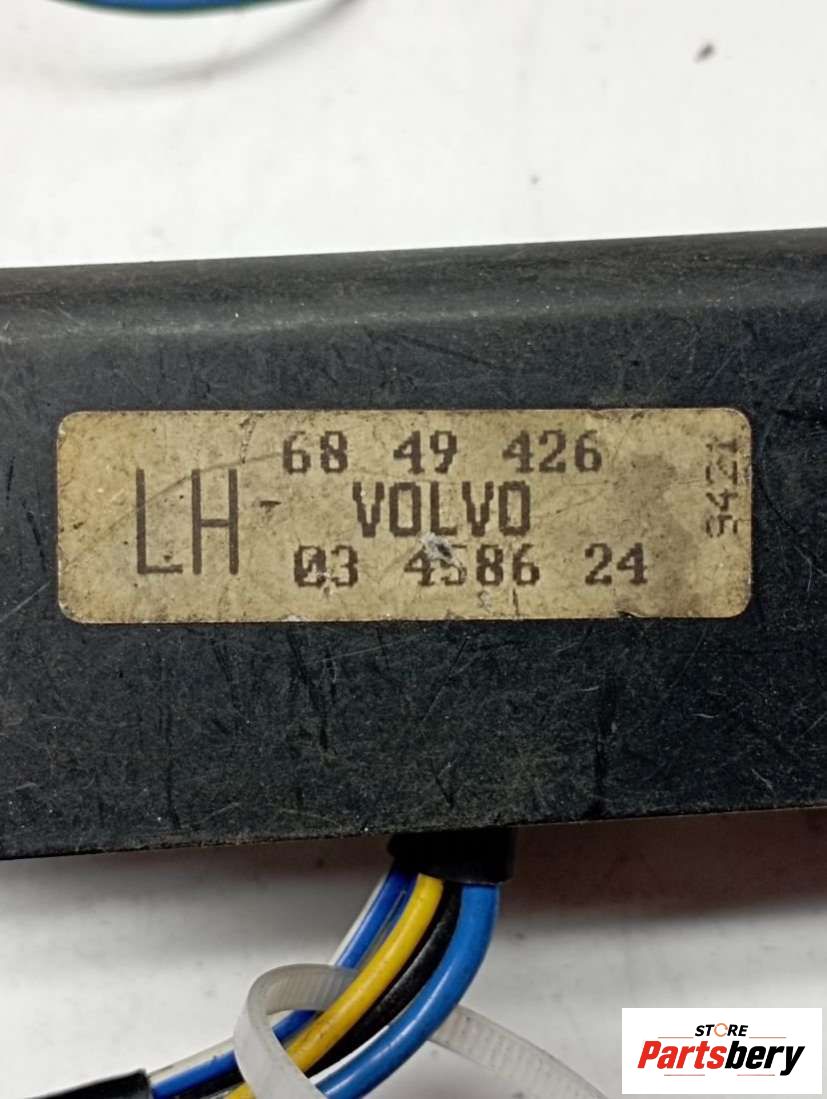 68 49 426
LH- VOLVO
03 4586 24
9421
STORE
Partsbery